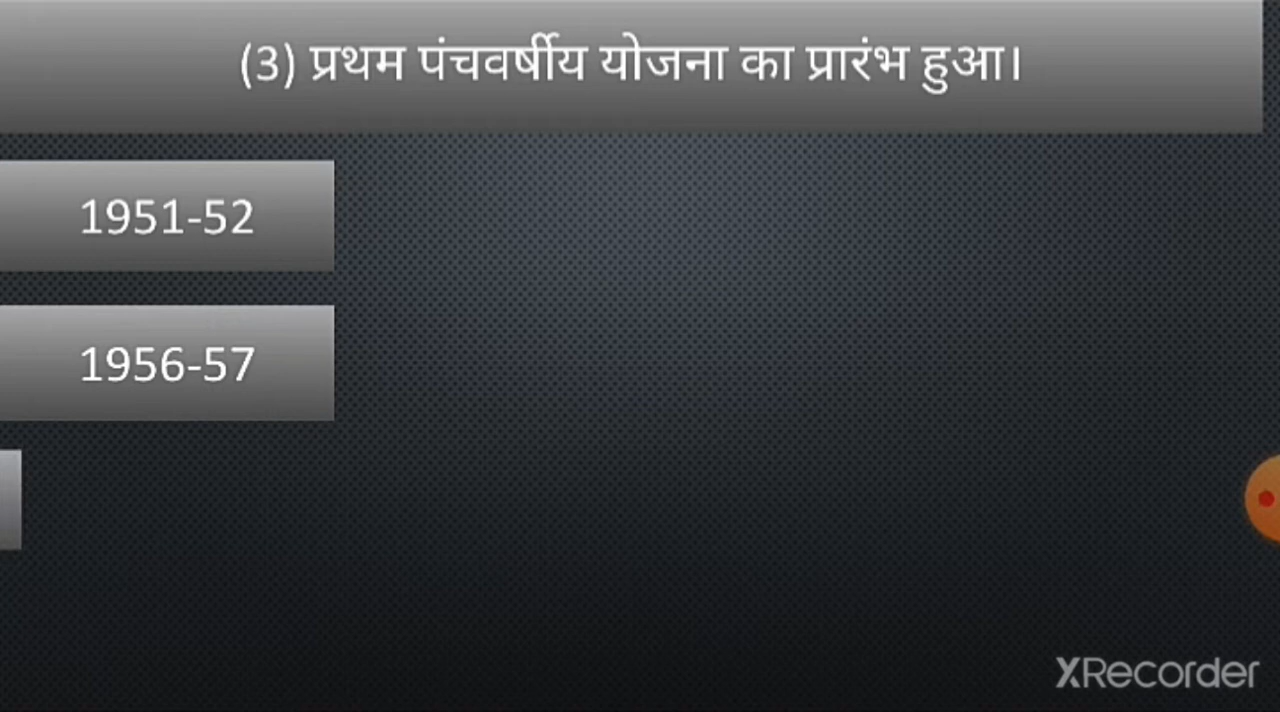 (3) प्रथम पंचवर्षीय योजना का प्रारंभ हुआ।
1951-52
1956-57
XRecorder